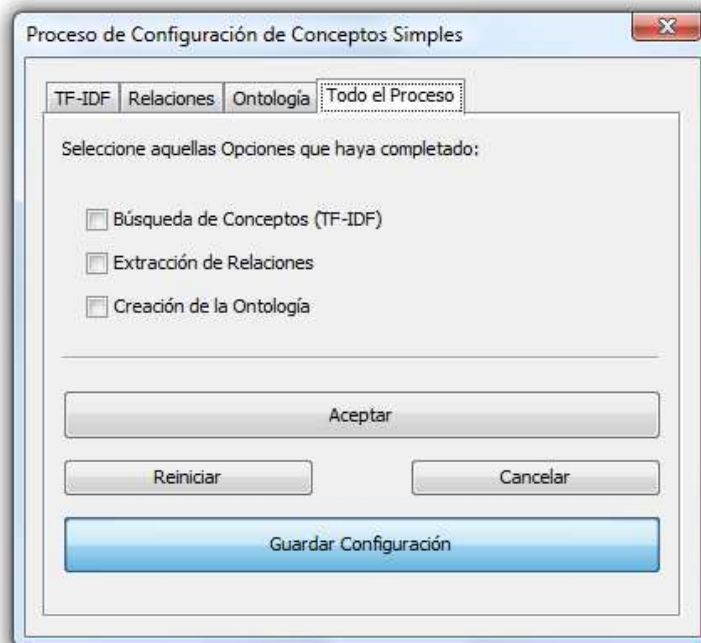 Proceso de Configuración de Conceptos Simples
TF-IDF Relaciones Ontología Todo el Proceso
Seleccione aquellas Opciones que haya completado:
Búsqueda de Conceptos (TF-IDF)
Extracción de Relaciones
Creación de la Ontología
Aceptar
Reiniciar Cancelar
Guardar Configuración